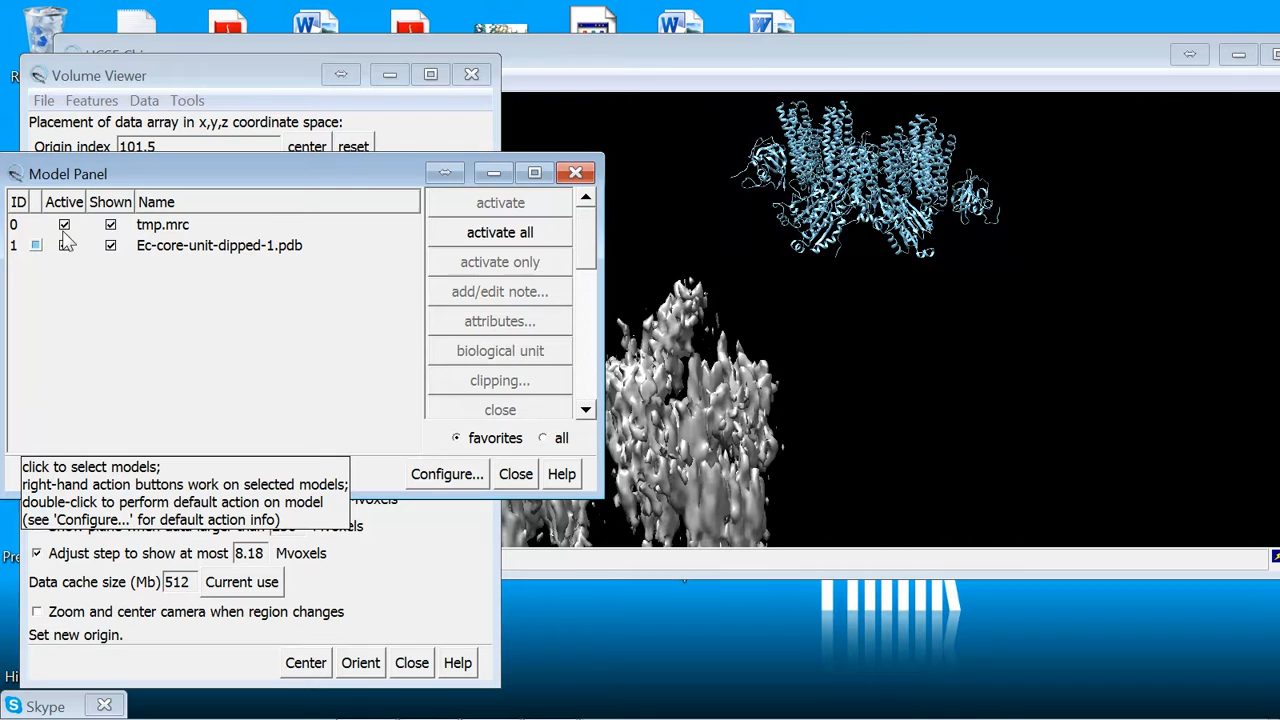 Volume Viewer
File Features Data Tools
Placement of data array in x,y,z coordinate space:
Origin index 101.5 center reset
Model Panel
ID Active Shown Name
0 tmp.mrc
1 Ec-core-unit-dipped-1.pdb
activate
activate all
activate only
add/edit note...
attributes...
biological unit
clipping...
close
favorites all
Configure... Close Help
click to select models;
right-hand action buttons work on selected models;
double-click to perform default action on model
(see 'Configure...' for default action info)
Adjust step to show at most 8.18 Mvoxels
Data cache size (Mb) 512 Current use
Zoom and center camera when region changes
Set new origin.
Center Orient Close Help
Skype